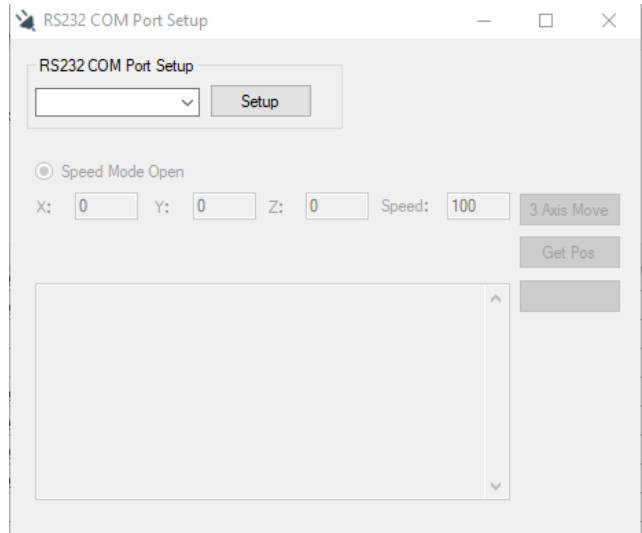 RS232 COM Port Setup
RS232 COM Port Setup
Setup
Speed Mode Open
X: 0 Y: 0 Z: 0 Speed: 100 3 Axis Move
Get Pos